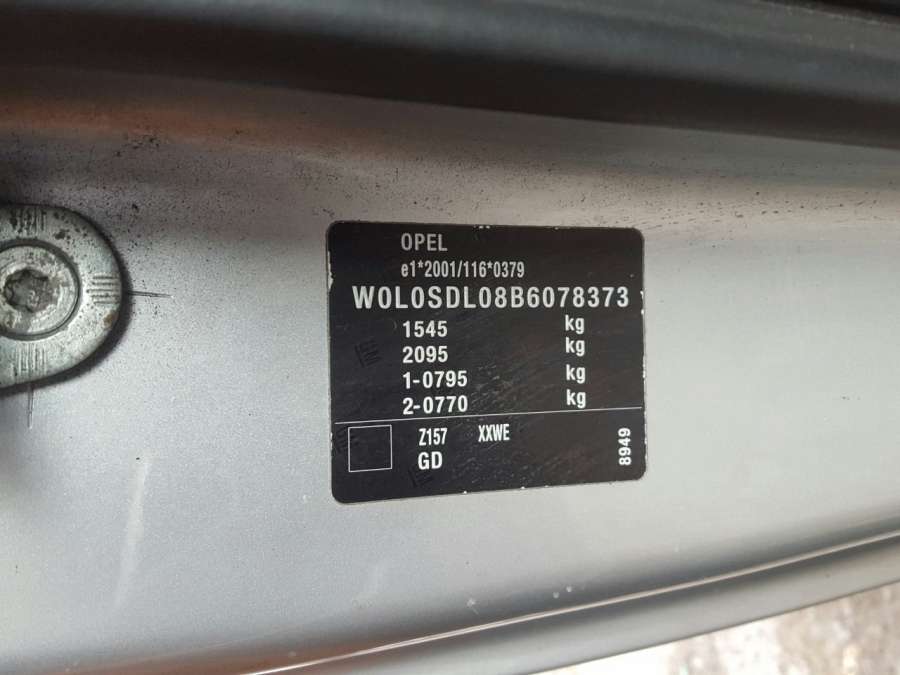 OPEL
e1*2001/116*0379
W0L0SDL08B6078373
1545 kg
2095 kg
1-0795 kg
2-0770 kg
Z157 XXWE
GD
8949